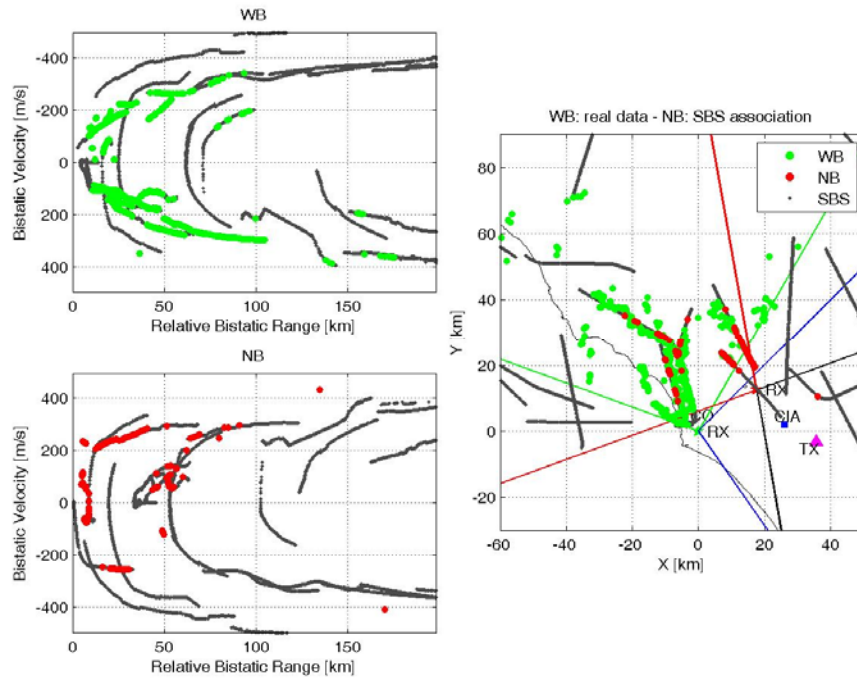 WB
-400
-200
0
200
400
0 50 100 150
Bistatic Velocity [m/s]
Relative Bistatic Range [km]
NB
400
200
0
-200
-400
0 50 100 150
Bistatic Velocity [m/s]
Relative Bistatic Range [km]
WB: real data - NB: SBS association
WB
NB
SBS
80
60
40
20
0
-20
-60 -40 -20 0 20 40
Y [km]
X [km]
RX
RX
CIA
TX